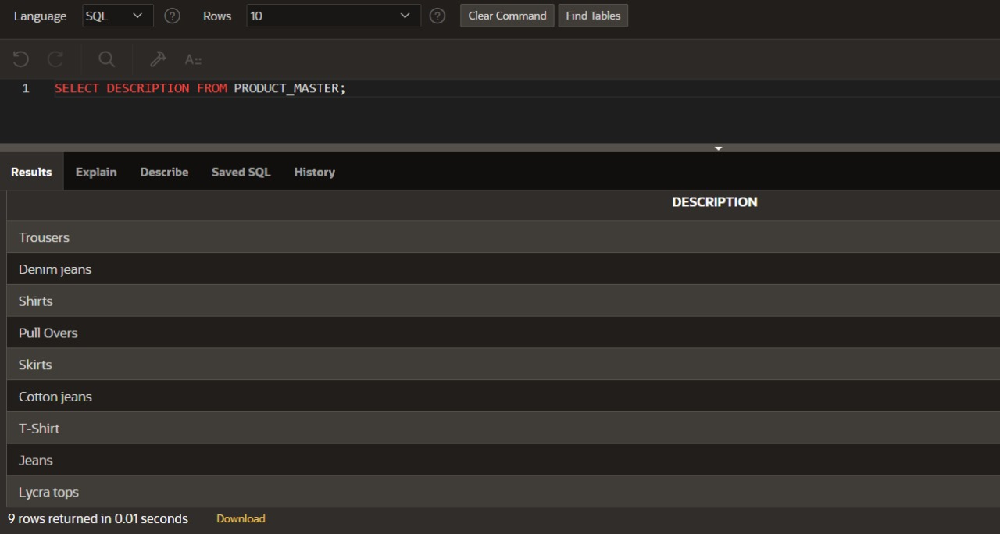 Language SQL ? Rows 10 ? Clear Command Find Tables
A::
1 SELECT DESCRIPTION FROM PRODUCT_MASTER;
Results Explain Describe Saved SQL History
DESCRIPTION
Trousers
Denim jeans
Shirts
Pull Overs
Skirts
Cotton jeans
T-Shirt
Jeans
Lycra tops
9 rows returned in 0.01 seconds Download